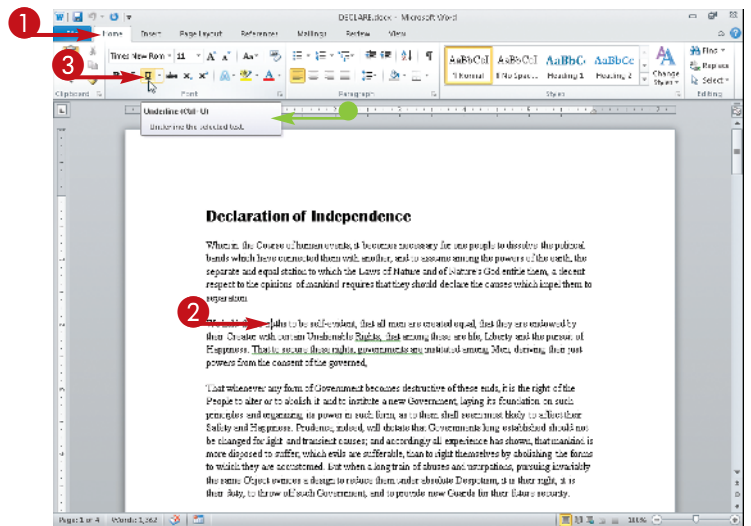 DECLARE.docx - Microsoft Word
1
Home Insert Page Layout References Mailings Review View
Times New Rom 11
AaBbCcI AaBbCcI AaBbC AaBbCc
Find
Replace
Select
3
¶ Normal ¶ No Spac... Heading 1 Heading 2
Change Styles
Clipboard Font Paragraph Styles Editing
Underline (Ctrl+U)
Underline the selected text.
Declaration of Independence
When in the Course of human events, it becomes necessary for one people to dissolve the political
bands which have connected them with another, and to assume among the powers of the earth, the
separate and equal station to which the Laws of Nature and of Nature's God entitle them, a decent
respect to the opinions of mankind requires that they should declare the causes which impel them to
separation
2
to be self-evident, that all men are created equal, that they are endowed by
their Creator with certain Unalienable Rights, that among these are life, Liberty and the pursuit of
Happiness. That to secure these rights, governments are instituted among Men, deriving their just
powers from the consent of the governed,
That whenever any form of Government becomes destructive of these ends, it is the right of the
People to alter or to abolish it and to institute a new Government, laying its foundation on such
principles and organizing its power in such form, as to them shall seem most likely to affect their
Safety and Happiness. Prudence, indeed, will dictate that Governments long established should not
be changed for light and transient causes; and accordingly all experience has shown, that mankind is
more disposed to suffer, which evils are sufferable, than to right themselves by abolishing the forms
to which they are accustomed. But when a long train of abuses and usurpations, pursuing invariably
the same Object evinces a design to reduce them under absolute Despotism, it is their right, it is
their duty, to throw off such Government, and to provide new Guards for their future security.
Page: 1 of 4 Words: 1,362 100%